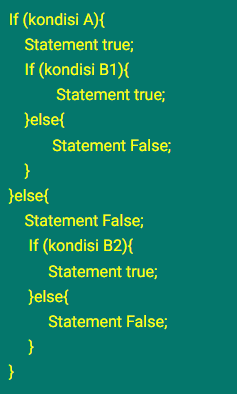 If (kondisi A){
Statement true;
If (kondisi B1){
Statement true;
}else{
Statement False;
}
}else{
Statement False;
If (kondisi B2){
Statement true;
}else{
Statement False;
}
}